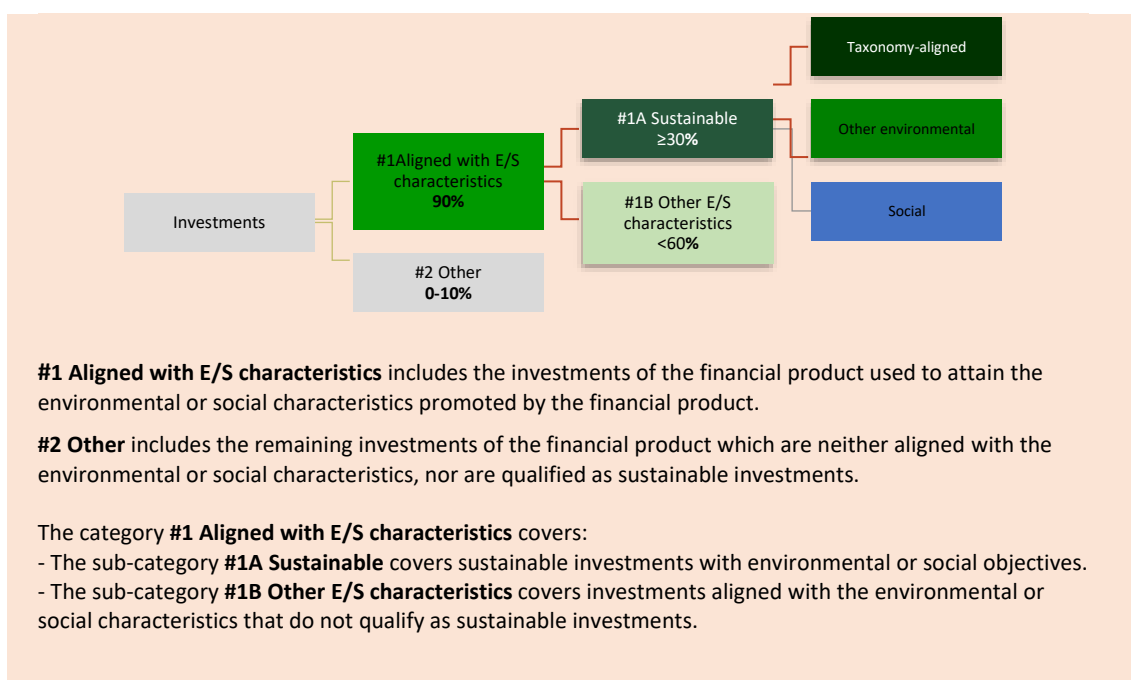 Taxonomy-aligned
#1A Sustainable
≥30%
Other environmental
#1Aligned with E/S
characteristics
90%
#1B Other E/S
characteristics
<60%
Social
Investments
#2 Other
0-10%
#1 Aligned with E/S characteristics includes the investments of the financial product used to attain the
environmental or social characteristics promoted by the financial product.
#2 Other includes the remaining investments of the financial product which are neither aligned with the
environmental or social characteristics, nor are qualified as sustainable investments.
The category #1 Aligned with E/S characteristics covers:
- The sub-category #1A Sustainable covers sustainable investments with environmental or social objectives.
- The sub-category #1B Other E/S characteristics covers investments aligned with the environmental or
social characteristics that do not qualify as sustainable investments.